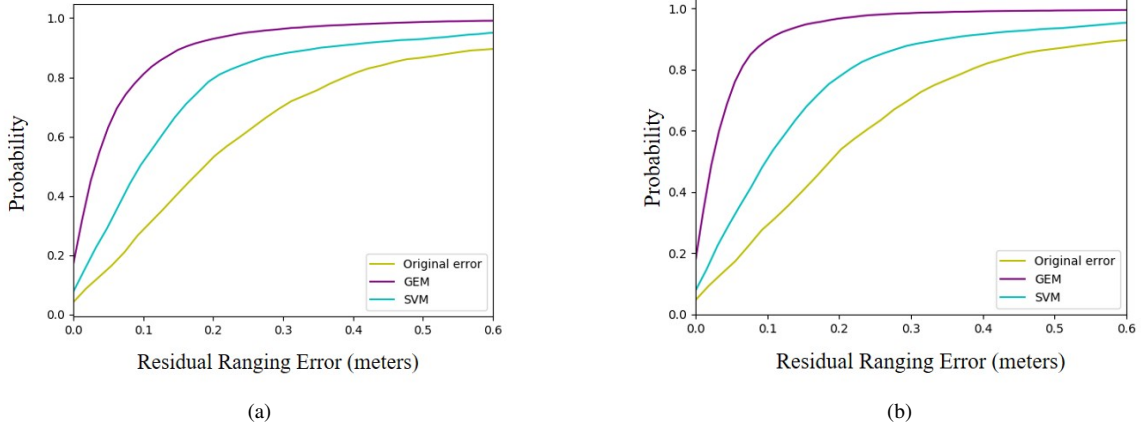 1.0
0.8
0.6
0.4
0.2
0.0
0.0 0.1 0.2 0.3 0.4 0.5 0.6
Probability
Residual Ranging Error (meters)
Original error
GEM
SVM
(a)
1.0
0.8
0.6
0.4
0.2
0.0
0.0 0.1 0.2 0.3 0.4 0.5 0.6
Probability
Residual Ranging Error (meters)
Original error
GEM
SVM
(b)